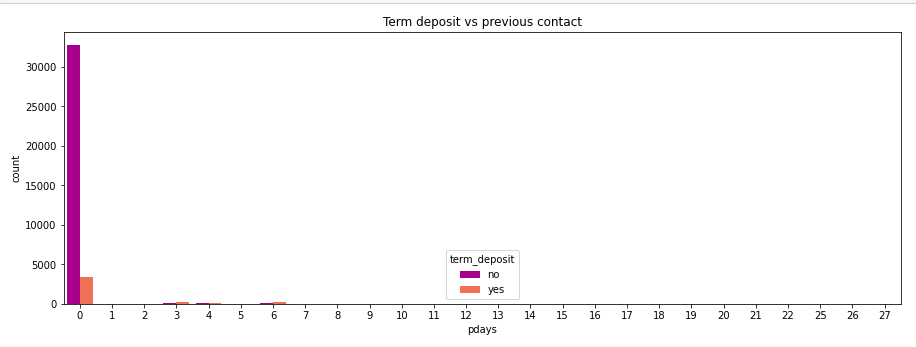 Term deposit vs previous contact
30000
25000
20000
15000
10000
5000
0
count
term_deposit
no
yes
0 1 2 3 4 5 6 7 8 9 10 11 12 13 14 15 16 17 18 19 20 21 22 25 26 27
pdays